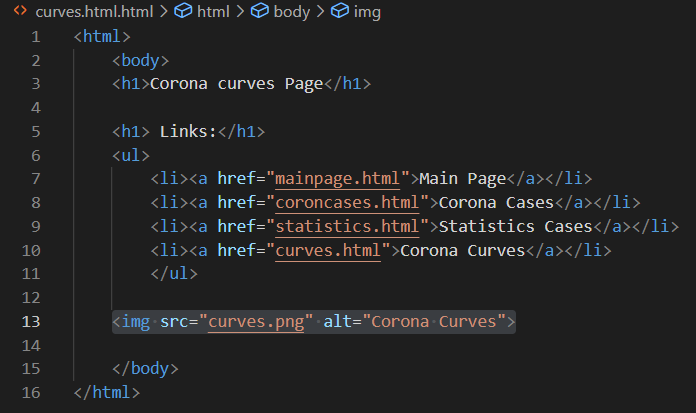 curves.html.html > html > body > img
1 <html>
2 <body>
3 <h1>Corona curves Page</h1>
4
5 <h1> Links:</h1>
6 <ul>
7 <li><a href="mainpage.html">Main Page</a></li>
8 <li><a href="coroncases.html">Corona Cases</a></li>
9 <li><a href="statistics.html">Statistics Cases</a></li>
10 <li><a href="curves.html">Corona Curves</a></li>
11 </ul>
12
13 <img src="curves.png" alt="Corona Curves">
14
15 </body>
16 </html>